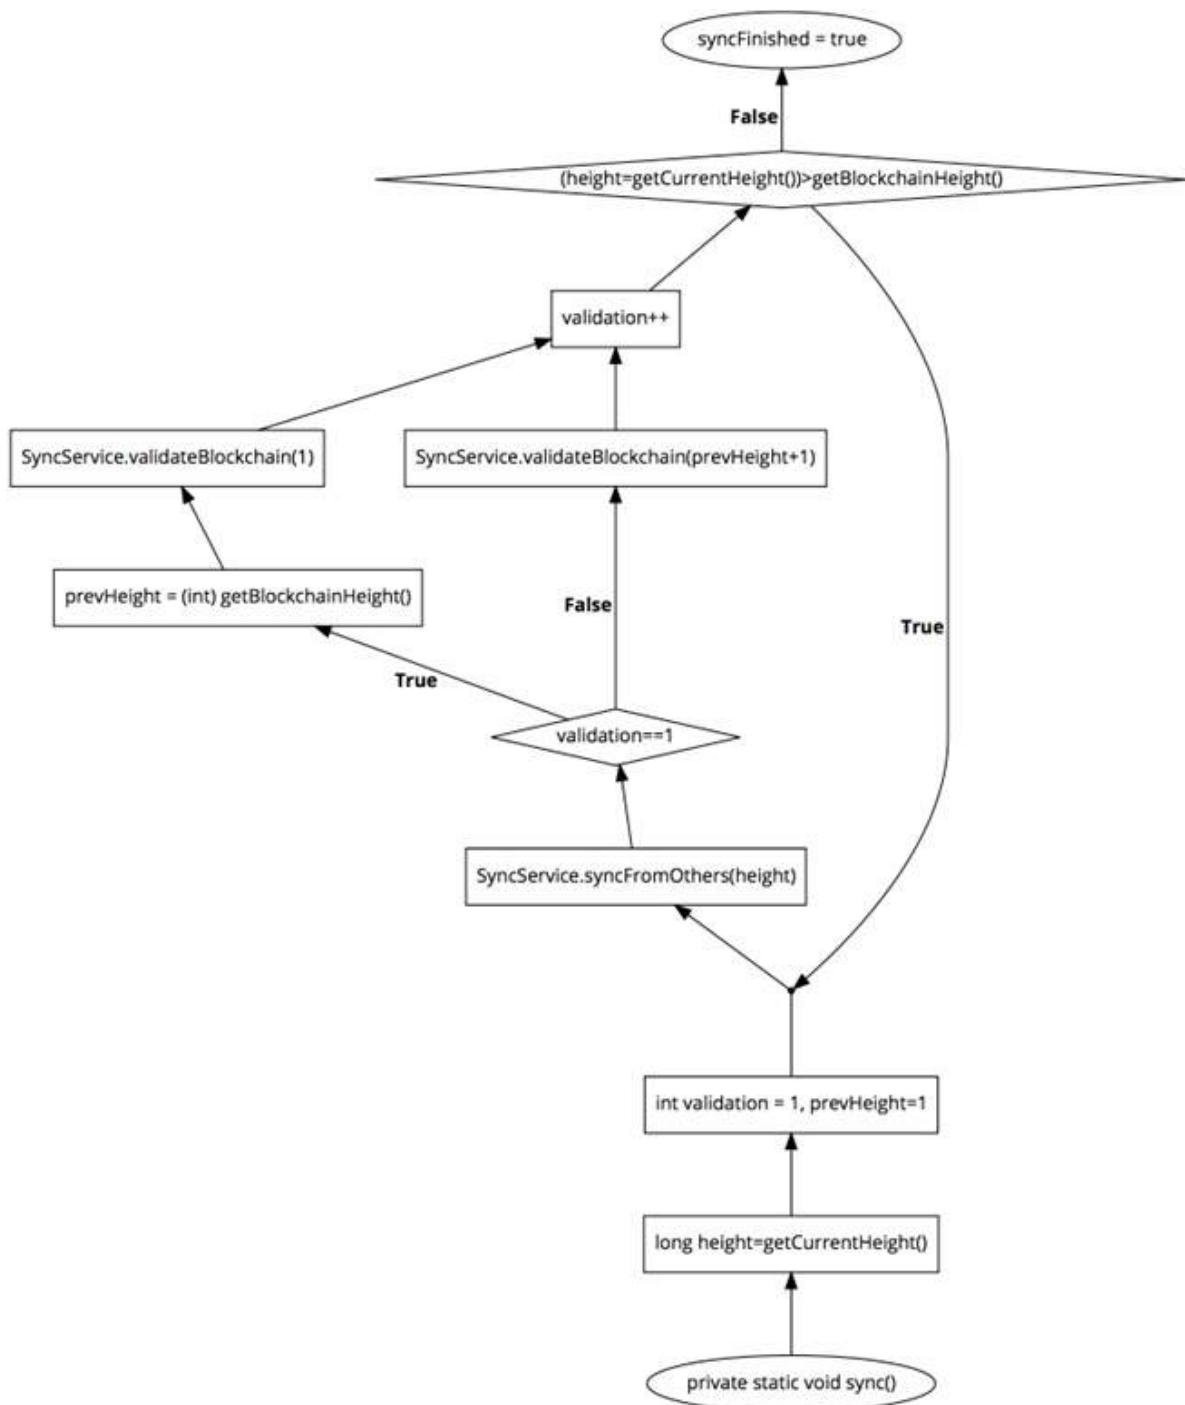 syncFinished = true
False
(height=getCurrentHeight())>getBlockchainHeight()
validation++
SyncService.validateBlockchain(1)
SyncService.validateBlockchain(prevHeight+1)
prevHeight = (int) getBlockchainHeight()
False
True
True
validation==1
SyncService.syncFromOthers(height)
int validation = 1, prevHeight=1
long height=getCurrentHeight()
private static void sync()